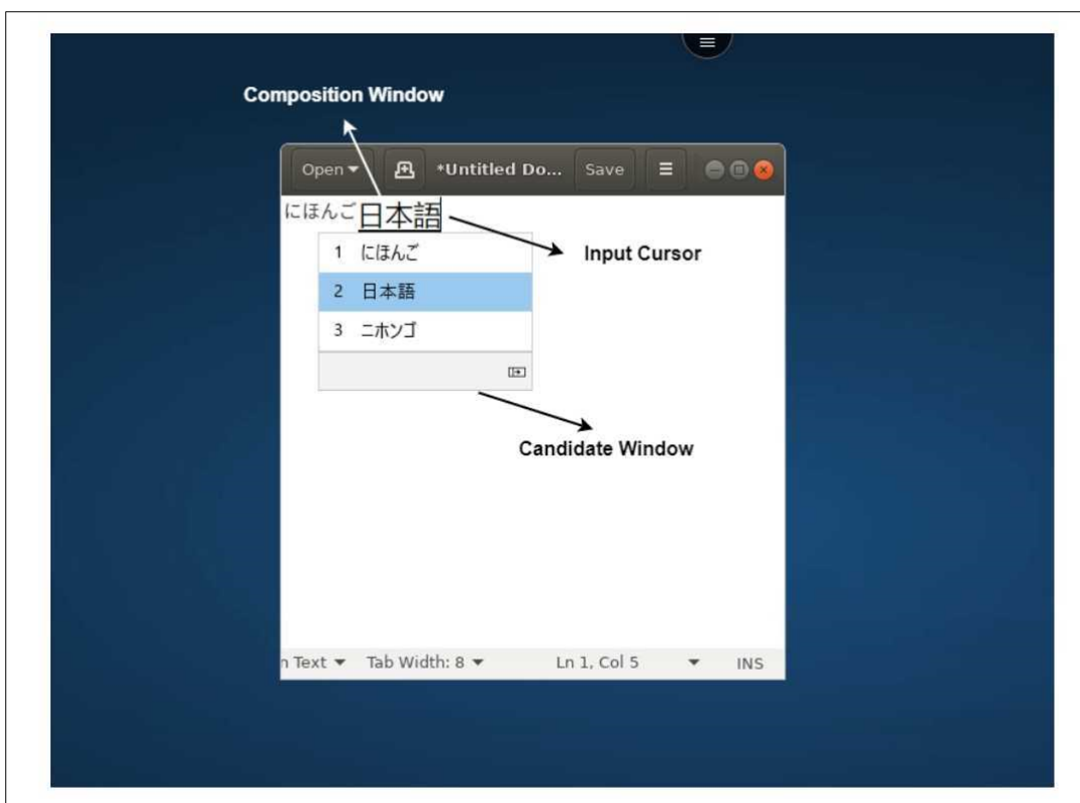 Composition Window
Open *Untitled Do... Save
にほんご日本語
Input Cursor
1 にほんご
2 日本語
3 ニホンゴ
Candidate Window
n Text Tab Width: 8 Ln 1, Col 5 INS